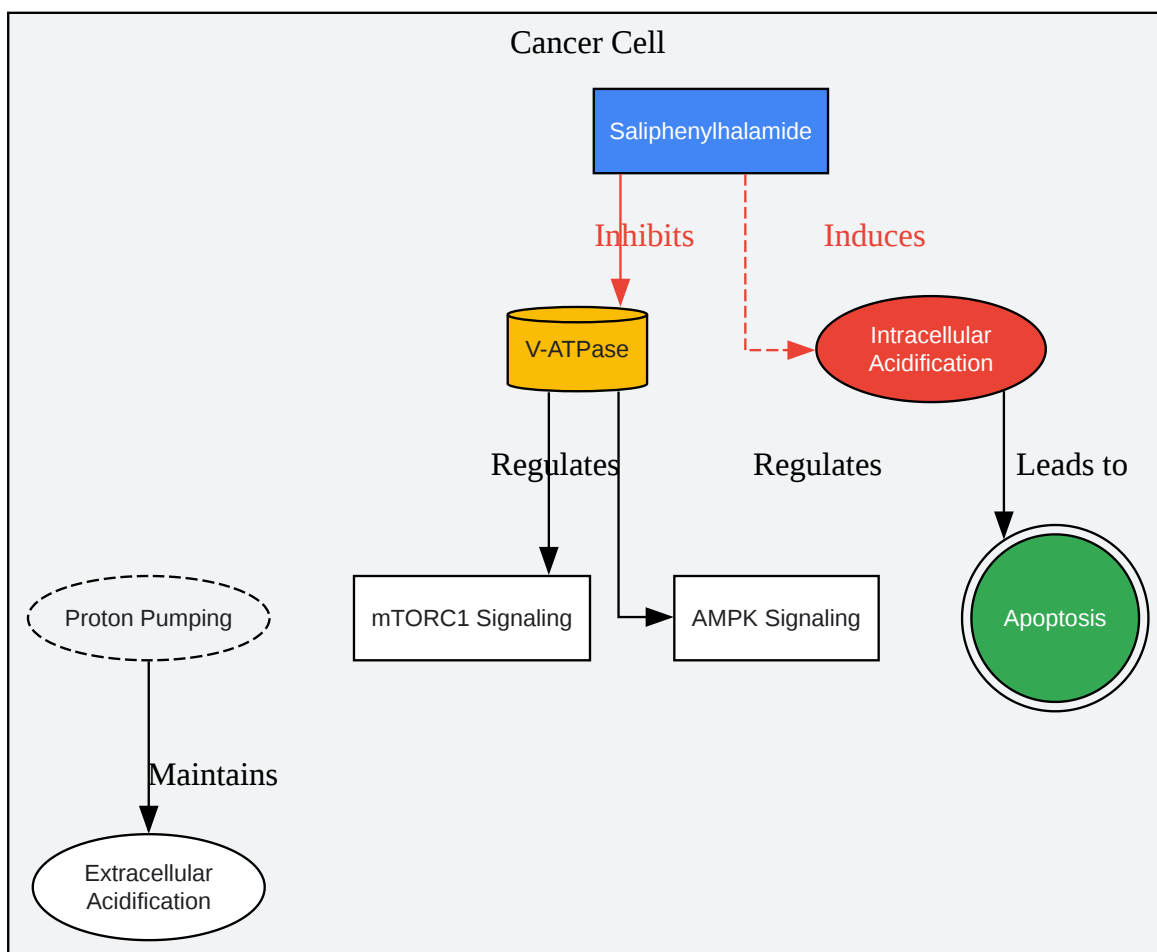 Cancer Cell
Saliphenylhalamide
Inhibits
Induces
V-ATPase
Intracellular
Acidification
Regulates
Regulates
Leads to
Proton Pumping
mTORC1 Signaling
AMPK Signaling
Apoptosis
Maintains
Extracellular
Acidification